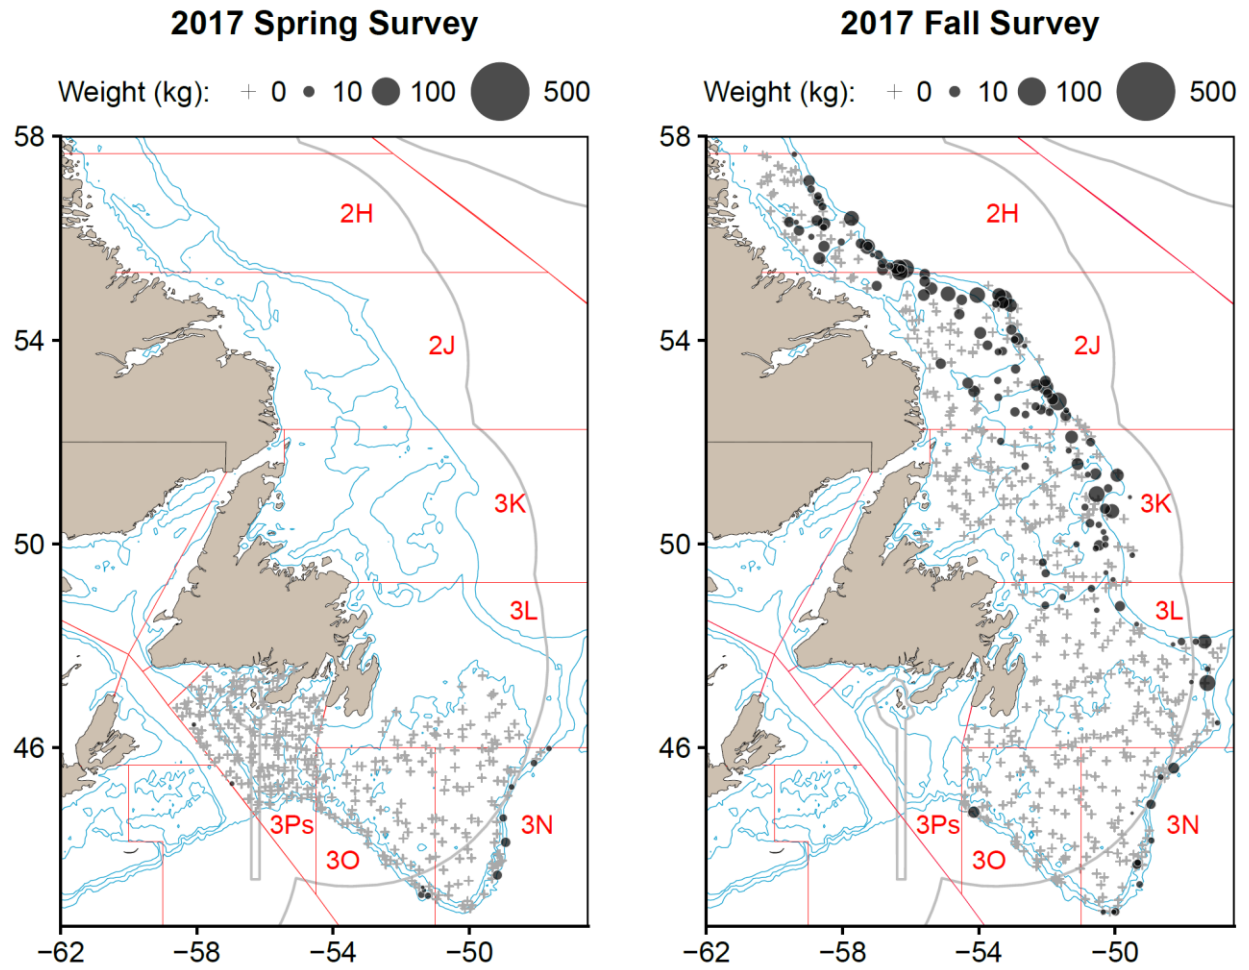 2017 Spring Survey
Weight (kg): 0 10 100 500
58
54
50
46
2H
2J
3K
3L
3Ps
3O
3N
−62 −58 −54 −50
2017 Fall Survey
Weight (kg): 0 10 100 500
58
54
50
46
2H
2J
3K
3L
3Ps
3O
3N
−62 −58 −54 −50